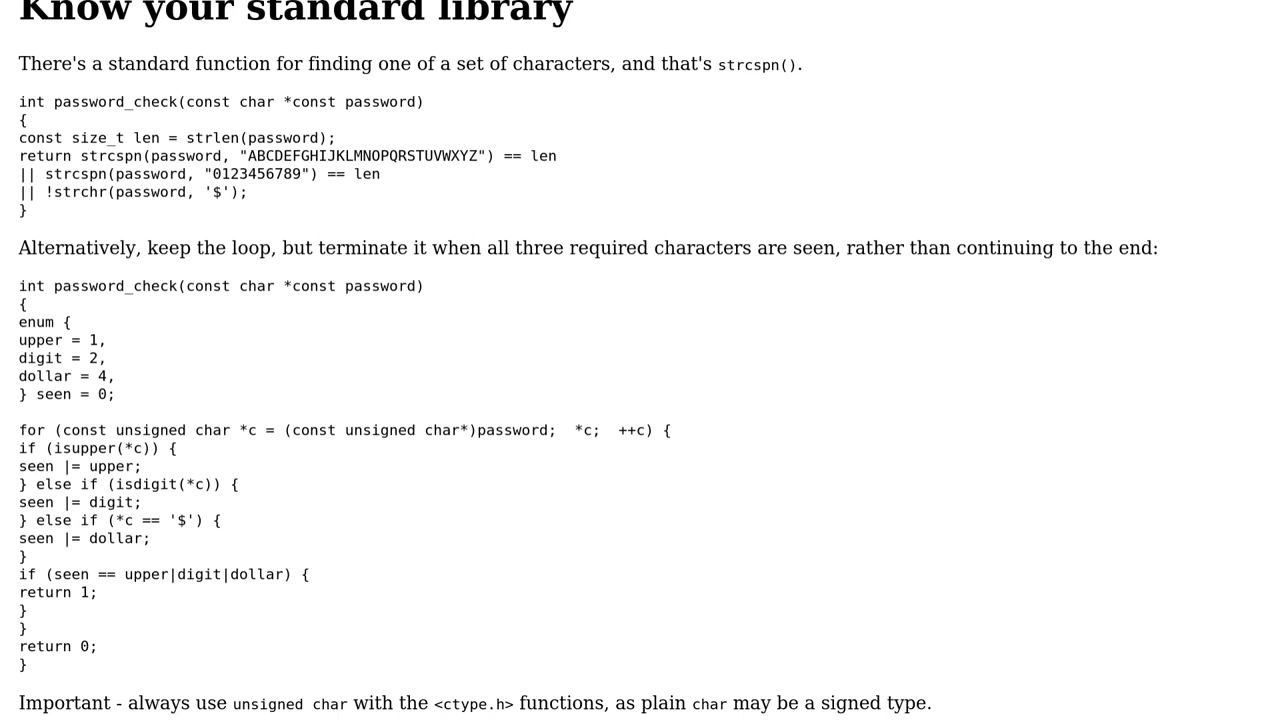 Know your standard library
There's a standard function for finding one of a set of characters, and that's strcspn().
int password_check(const char *const password)
{
const size_t len = strlen(password);
return strcspn(password, "ABCDEFGHIJKLMNOPQRSTUVWXYZ") == len
|| strcspn(password, "0123456789") == len
|| !strchr(password, '$');
}
Alternatively, keep the loop, but terminate it when all three required characters are seen, rather than continuing to the end:
int password_check(const char *const password)
{
enum {
upper = 1,
digit = 2,
dollar = 4,
} seen = 0;
for (const unsigned char *c = (const unsigned char*)password;  *c;  ++c) {
if (isupper(*c)) {
seen |= upper;
} else if (isdigit(*c)) {
seen |= digit;
} else if (*c == '$') {
seen |= dollar;
}
if (seen == upper|digit|dollar) {
return 1;
}
}
return 0;
}
Important - always use unsigned char with the <ctype.h> functions, as plain char may be a signed type.